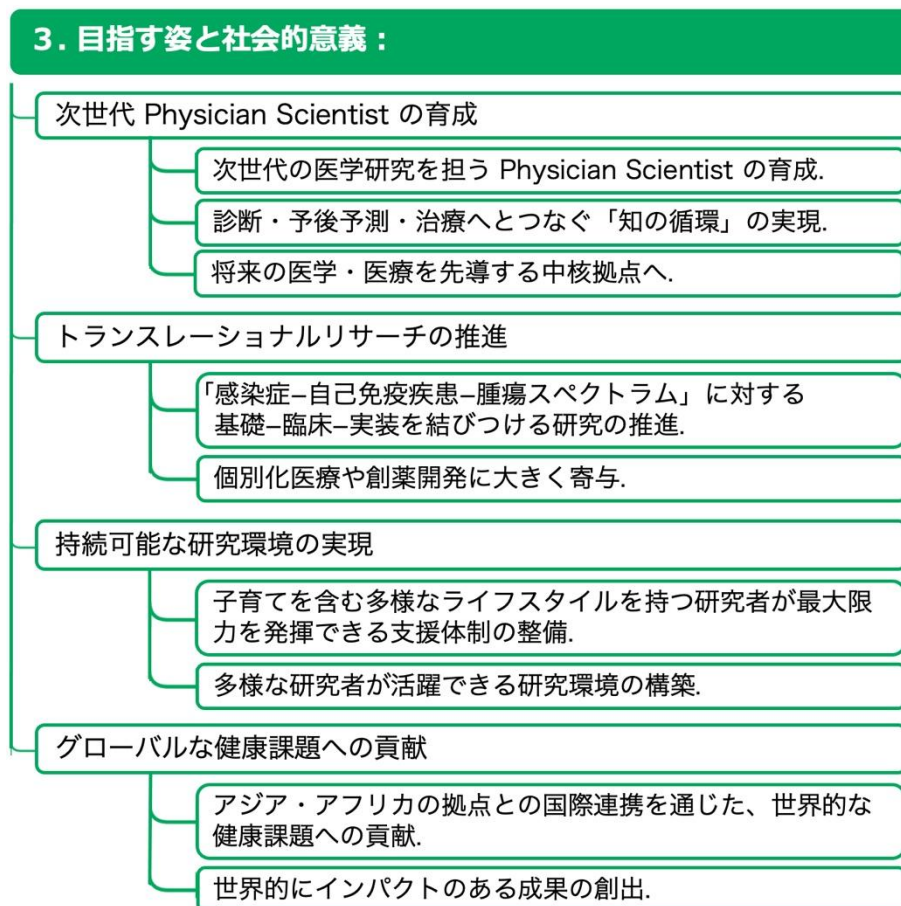 3. 目指す姿と社会的意義：
次世代 Physician Scientist の育成
次世代の医学研究を担う Physician Scientist の育成.
診断・予後予測・治療へとつなぐ「知の循環」の実現.
将来の医学・医療を先導する中核拠点へ.
トランスレーショナルリサーチの推進
「感染症–自己免疫疾患–腫瘍スペクトラム」に対する
基礎–臨床–実装を結びつける研究の推進.
個別化医療や創薬開発に大きく寄与.
持続可能な研究環境の実現
子育てを含む多様なライフスタイルを持つ研究者が最大限
力を発揮できる支援体制の整備.
多様な研究者が活躍できる研究環境の構築.
グローバルな健康課題への貢献
アジア・アフリカの拠点との国際連携を通じた、世界的な
健康課題への貢献.
世界的にインパクトのある成果の創出.